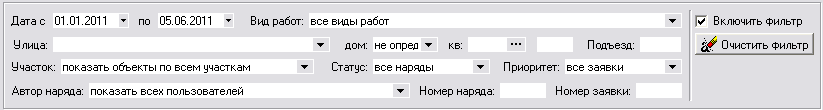 Дата с 01.01.2011 по 05.06.2011 Вид работ: все виды работ Включить фильтр
Улица: дом: не опред кв: ... Подъезд: Очистить фильтр
Участок: показать объекты по всем участкам Статус: все наряды Приоритет: все заявки
Автор наряда: показать всех пользователей Номер наряда: Номер заявки: